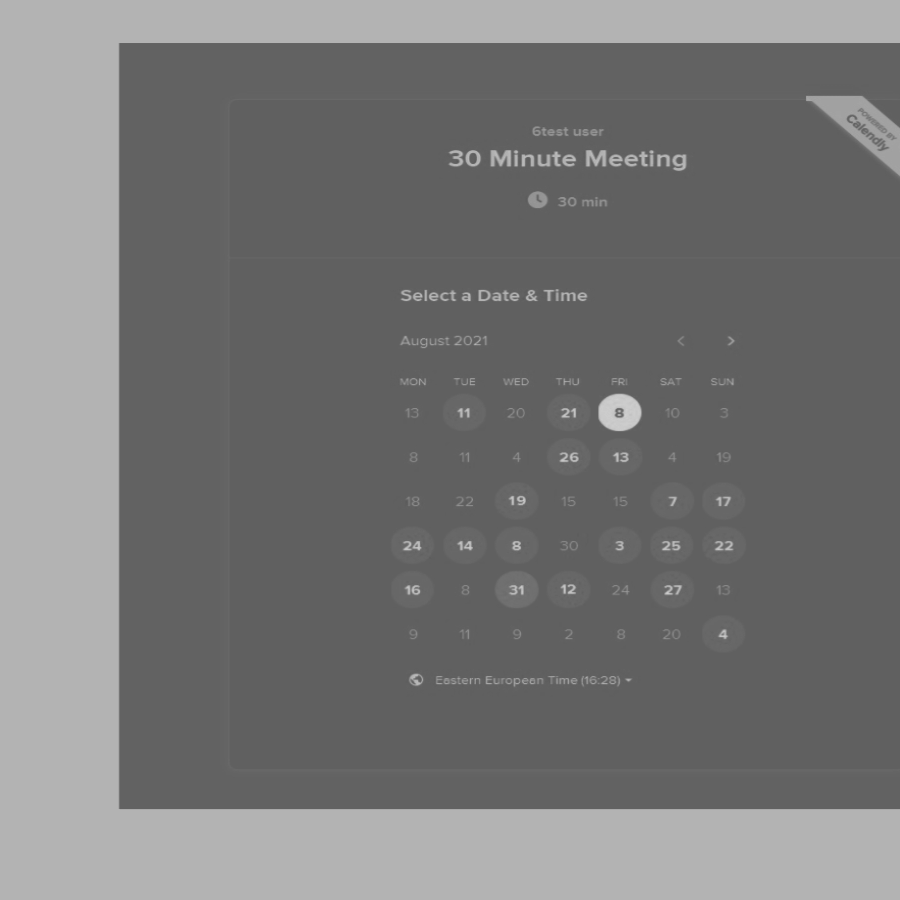 POWERED BY
Calendly
6test user
30 Minute Meeting
30 min
Select a Date & Time
August 2021
MON TUE WED THU FRI SAT SUN
13 11 20 21 8 10 3
8 11 4 26 13 4 19
18 22 19 15 15 7 17
24 14 8 30 3 25 22
16 8 31 12 24 27 13
9 11 9 2 8 20 4
Eastern European Time (16:28)